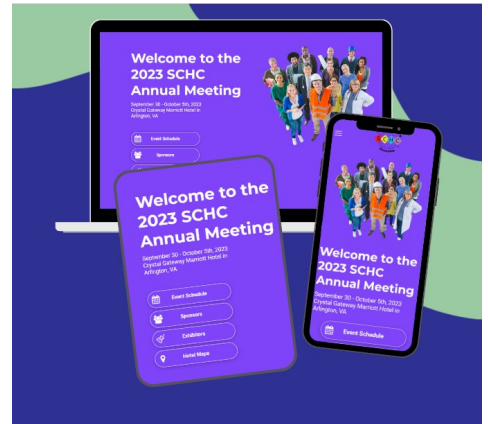 Welcome to the
2023 SCHC
Annual Meeting
September 30 - October 5th, 2023
Crystal Gateway Marriott Hotel in
Arlington, VA
Event Schedule
Sponsors
Welcome to the
2023 SCHC
Annual Meeting
September 30 - October 5th, 2023
Crystal Gateway Marriott Hotel in
Arlington, VA
Event Schedule
Sponsors
Exhibitors
Hotel Maps
SCHC
Welcome to the
2023 SCHC
Annual Meeting
September 30 - October 5th, 2023
Crystal Gateway Marriott Hotel in
Arlington, VA
Event Schedule